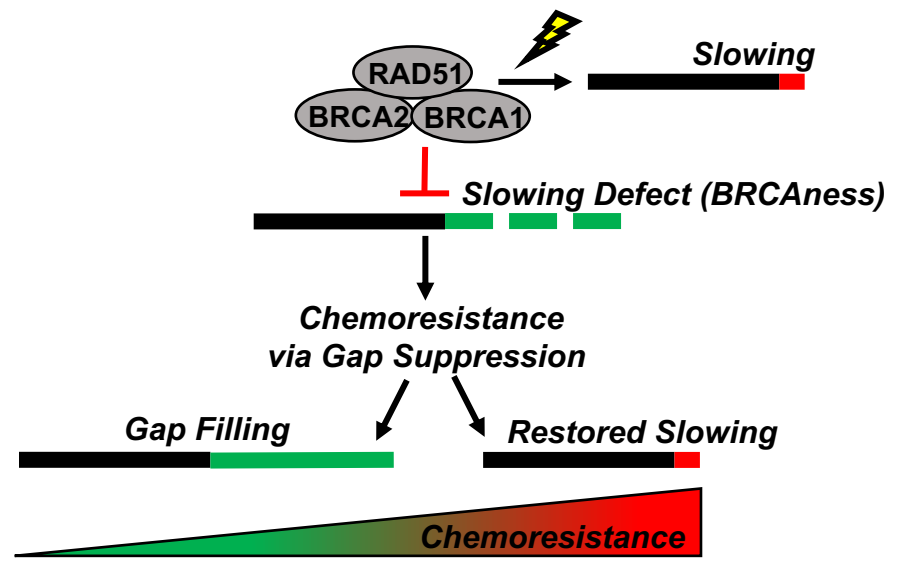 Slowing
RAD51
BRCA2
BRCA1
Slowing Defect (BRCAness)
Chemoresistance
via Gap Suppression
Gap Filling
Restored Slowing
Chemoresistance